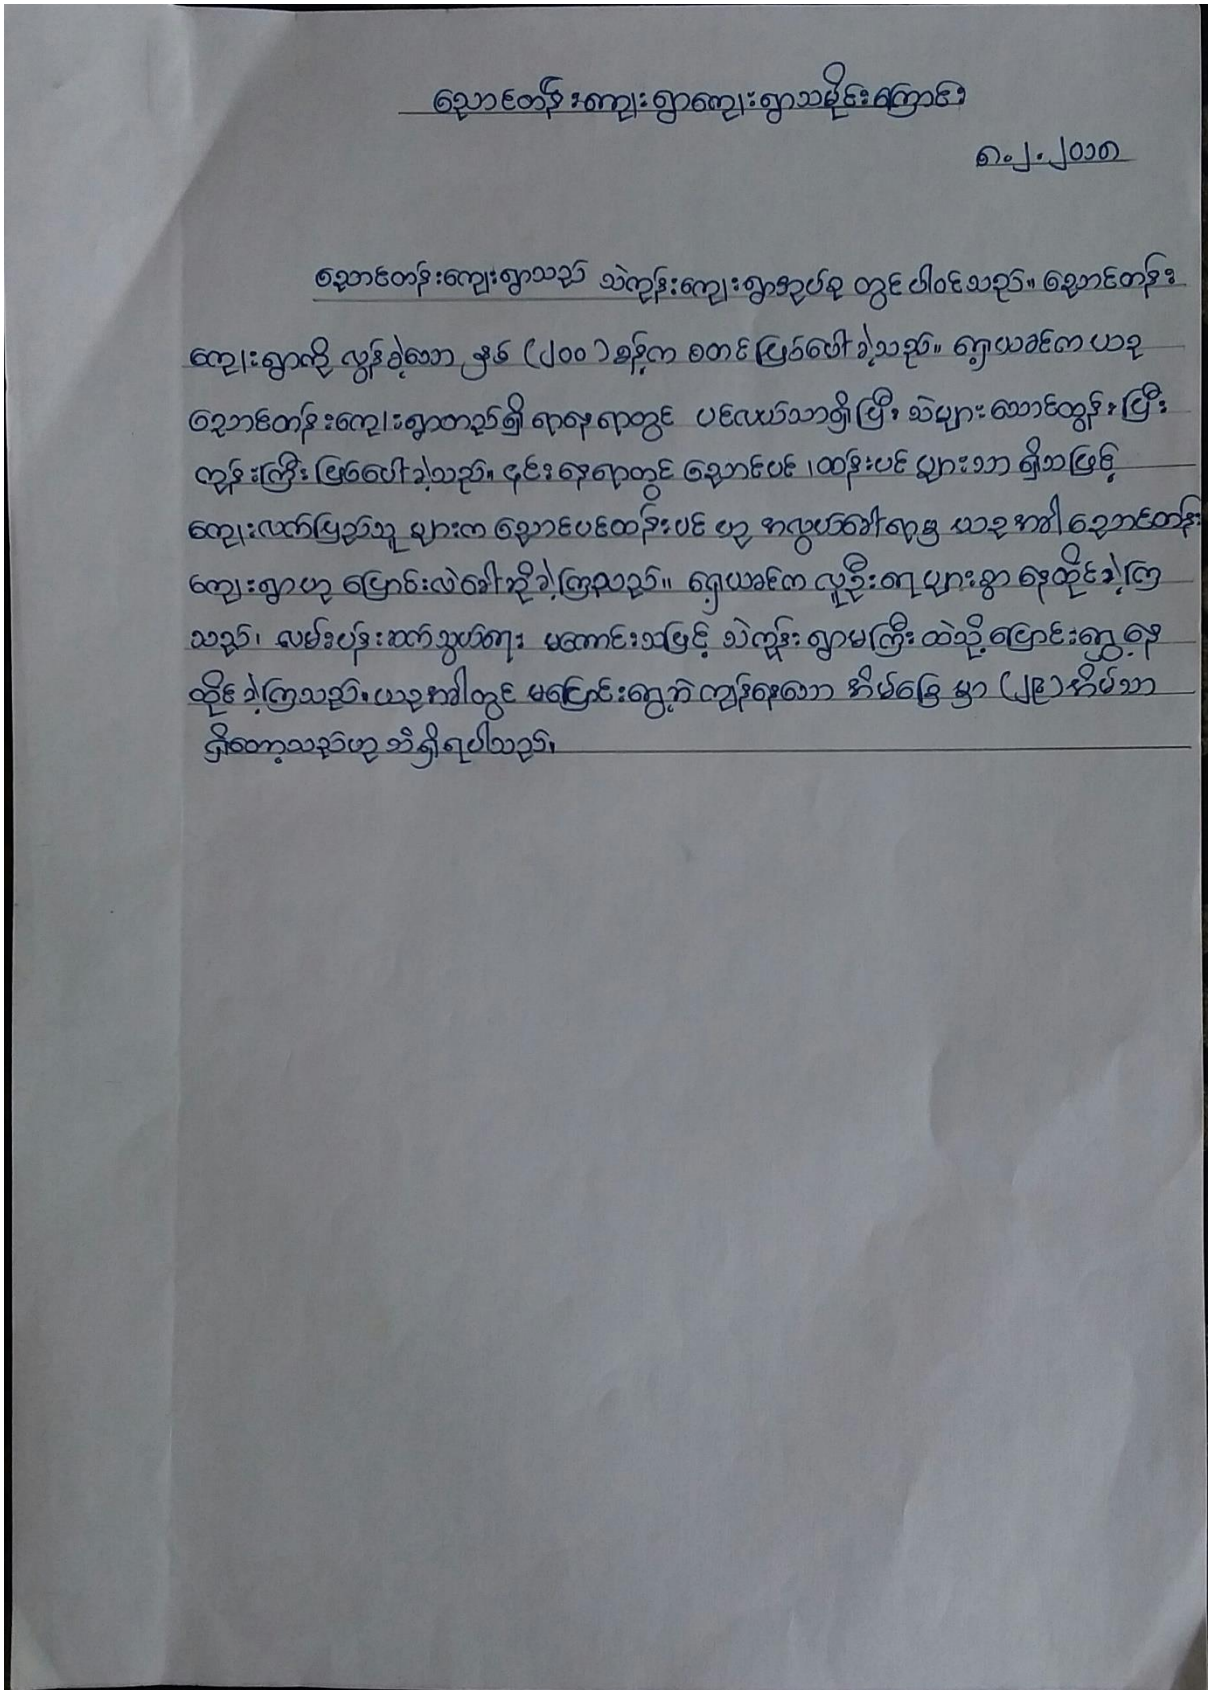 ညောင်တန်းကျေးရွာကျေးရွာသမိုင်းကြောင်း
၈.၂.၂၀၁၈
ညောင်တန်းကျေးရွာသည် သဲကုန်းကျေးရွာအုပ်စု တွင် ပါဝင်သည်။ ညောင်တန်း
ကျေးရွာကို လွန်ခဲ့သော နှစ် (၂၀၀) ခန့်က စတင်ဖြစ်ပေါ်ခဲ့သည်။ ရှေ့ယခင်က ယခု
ညောင်တန်းကျေးရွာတည်ရှိ ရာနေရာတွင် ပင်လယ်သာရှိပြီး သဲများသောင်ထွန်းပြီး
ကုန်းကြီး ဖြစ်ပေါ်ခဲ့သည်။ ၎င်းနေရာတွင် ညောင်ပင်၊ ထန်းပင် များသာ ရှိသဖြင့်
ကျေးလက်ပြည်သူ များက ညောင်ပင်ထန်းပင် ဟု အလွယ်ခေါ်ရာမှ ယခုအခါ ညောင်တန်း
ကျေးရွာဟု ပြောင်းလဲခေါ်ဆိုခဲ့ကြသည်။ ရှေ့ယခင်က လူဦးရေ များစွာ နေထိုင်ခဲ့ကြ
သည်၊ လမ်းပန်းဆက်သွယ်ရေး မကောင်းသဖြင့် သဲကုန်း ရွာမကြီး ထဲသို့ ပြောင်းရွှေ့နေ
ထိုင်ခဲ့ကြသည်။ ယခုအခါတွင် မပြောင်းရွှေ့ဘဲ ကျန်နေသော အိမ်ခြေ မှာ (၂၉) အိမ်သာ
ရှိတော့သည်ဟု သိရှိရပါသည်၊